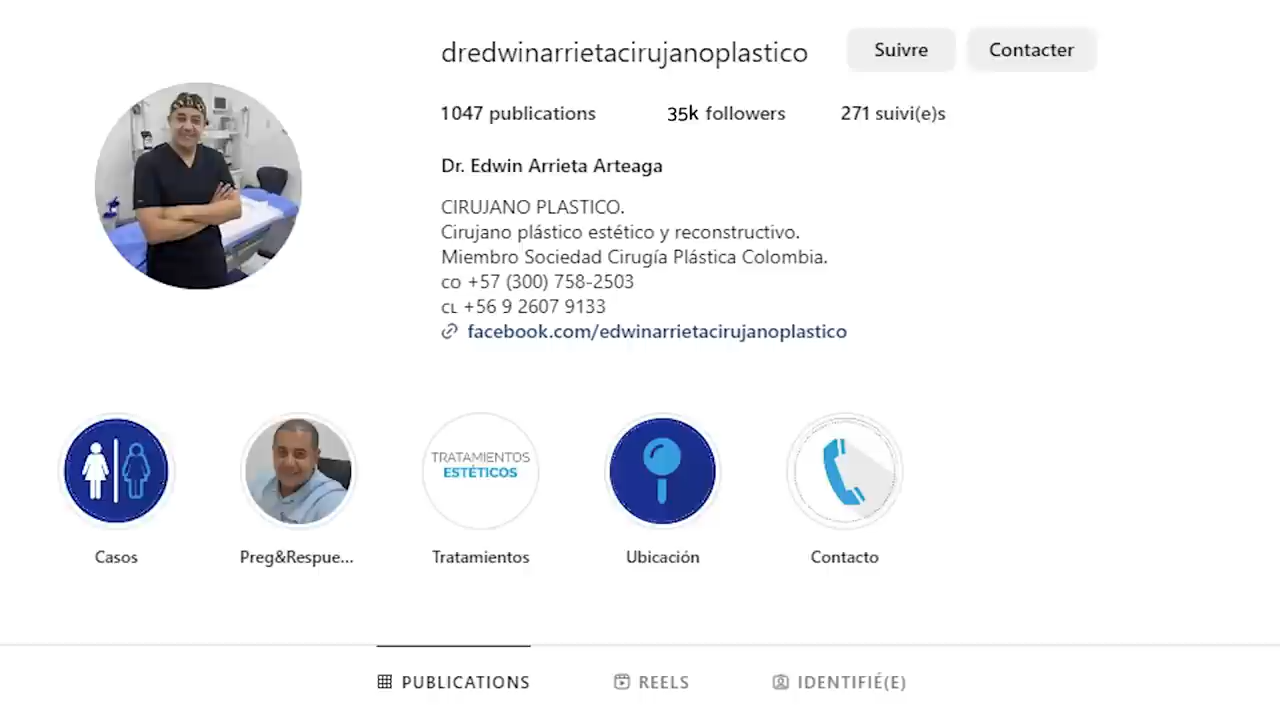 dredwinarrietacirujanoplastico Suivre Contacter
1047 publications 35k followers 271 suivi(e)s
Dr. Edwin Arrieta Arteaga
CIRUJANO PLASTICO.
Cirujano plástico estético y reconstructivo.
Miembro Sociedad Cirugía Plástica Colombia.
CO +57 (300) 758-2503
CL +56 9 2607 9133
facebook.com/edwinarrietacirujanoplastico
TRATAMIENTOS
ESTÉTICOS
Casos Preg&Respue... Tratamientos Ubicación Contacto
PUBLICATIONS REELS IDENTIFIÉ(E)